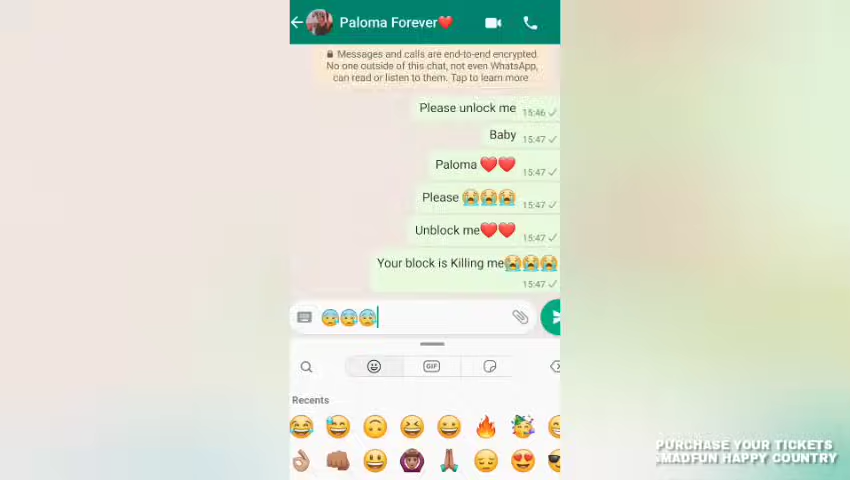 Paloma Forever❤️
🔒 Messages and calls are end-to-end encrypted.
No one outside of this chat, not even WhatsApp,
can read or listen to them. Tap to learn more
Please unlock me 15:46
Baby 15:47
Paloma ❤️❤️ 15:47
Please 😭😭😭 15:47
Unblock me❤️❤️ 15:47
Your block is Killing me😭😭😭
15:47
😰😰😰
GIF
Recents
PURCHASE YOUR TICKETS
MADFUN HAPPY COUNTRY